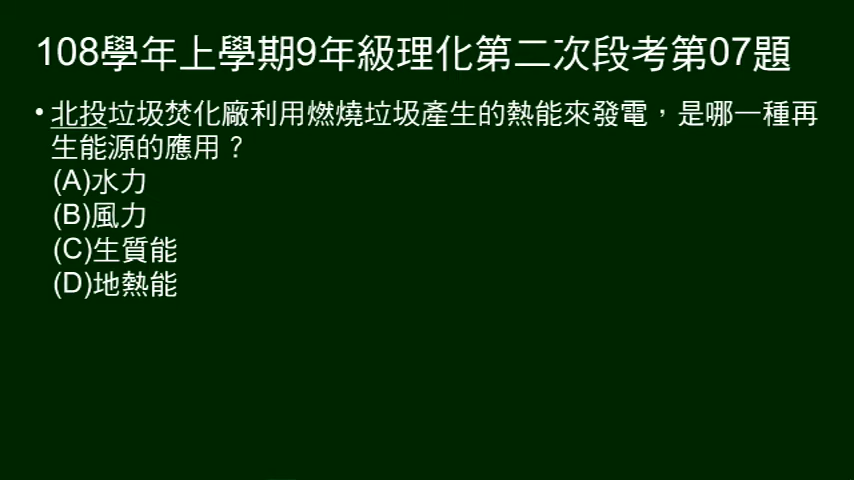 108學年上學期9年級理化第二次段考第07題
•北投垃圾焚化廠利用燃燒垃圾產生的熱能來發電，是哪一種再
生能源的應用？
(A)水力
(B)風力
(C)生質能
(D)地熱能